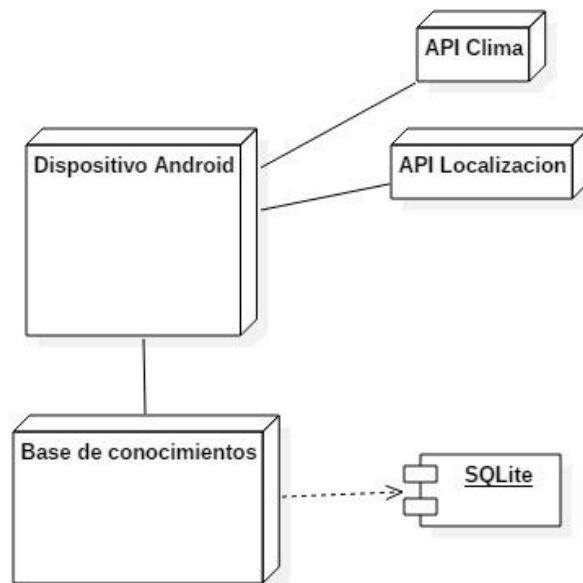 API Clima
Dispositivo Android
API Localizacion
Base de conocimientos
SQLite